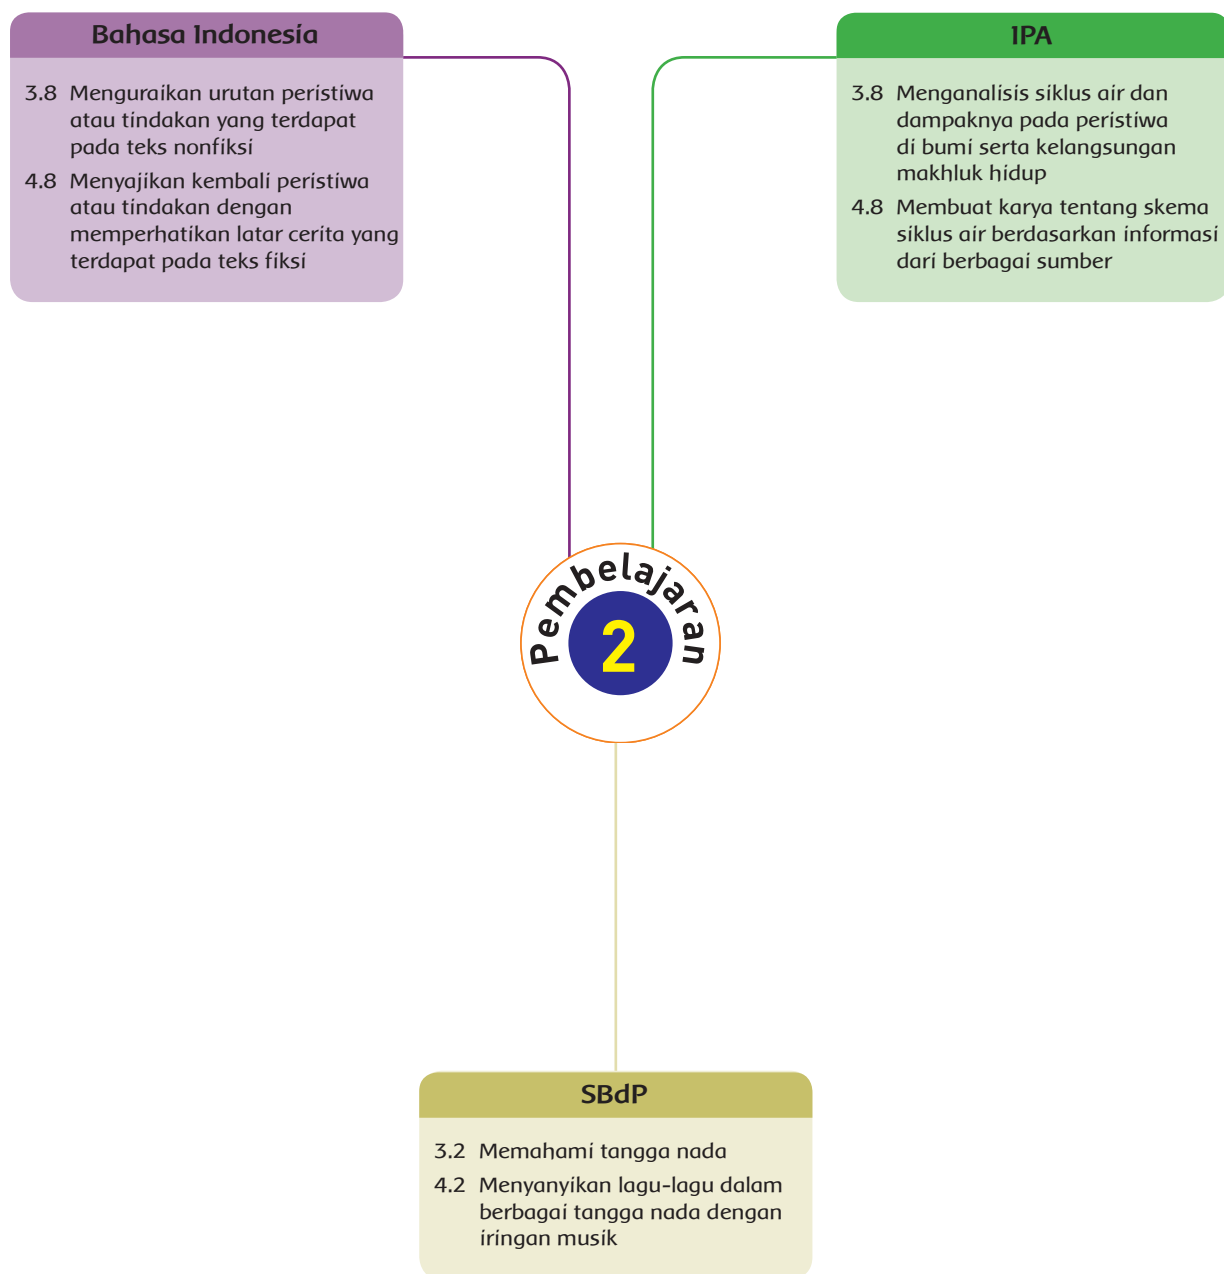 Bahasa Indonesia
3.8 Menguraikan urutan peristiwa
atau tindakan yang terdapat
pada teks nonfiksi
4.8 Menyajikan kembali peristiwa
atau tindakan dengan
memperhatikan latar cerita yang
terdapat pada teks fiksi
IPA
3.8 Menganalisis siklus air dan
dampaknya pada peristiwa
di bumi serta kelangsungan
makhluk hidup
4.8 Membuat karya tentang skema
siklus air berdasarkan informasi
dari berbagai sumber
Pembelajaran
2
SBdP
3.2 Memahami tangga nada
4.2 Menyanyikan lagu-lagu dalam
berbagai tangga nada dengan
iringan musik